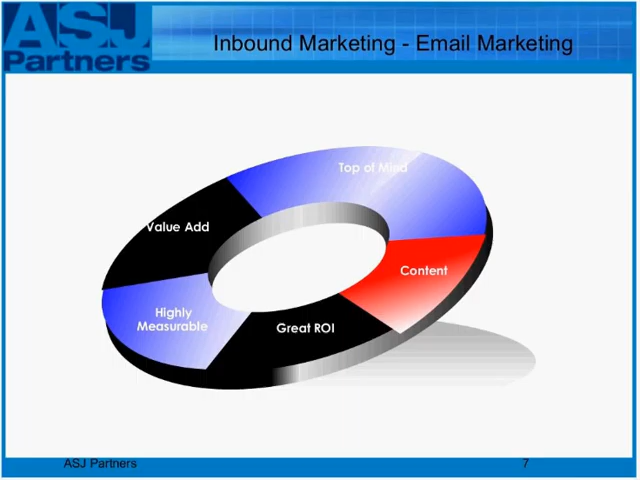 ASJ
Partners
Inbound Marketing - Email Marketing
Top of Mind
Value Add
Content
Highly
Measurable
Great ROI
ASJ Partners
7